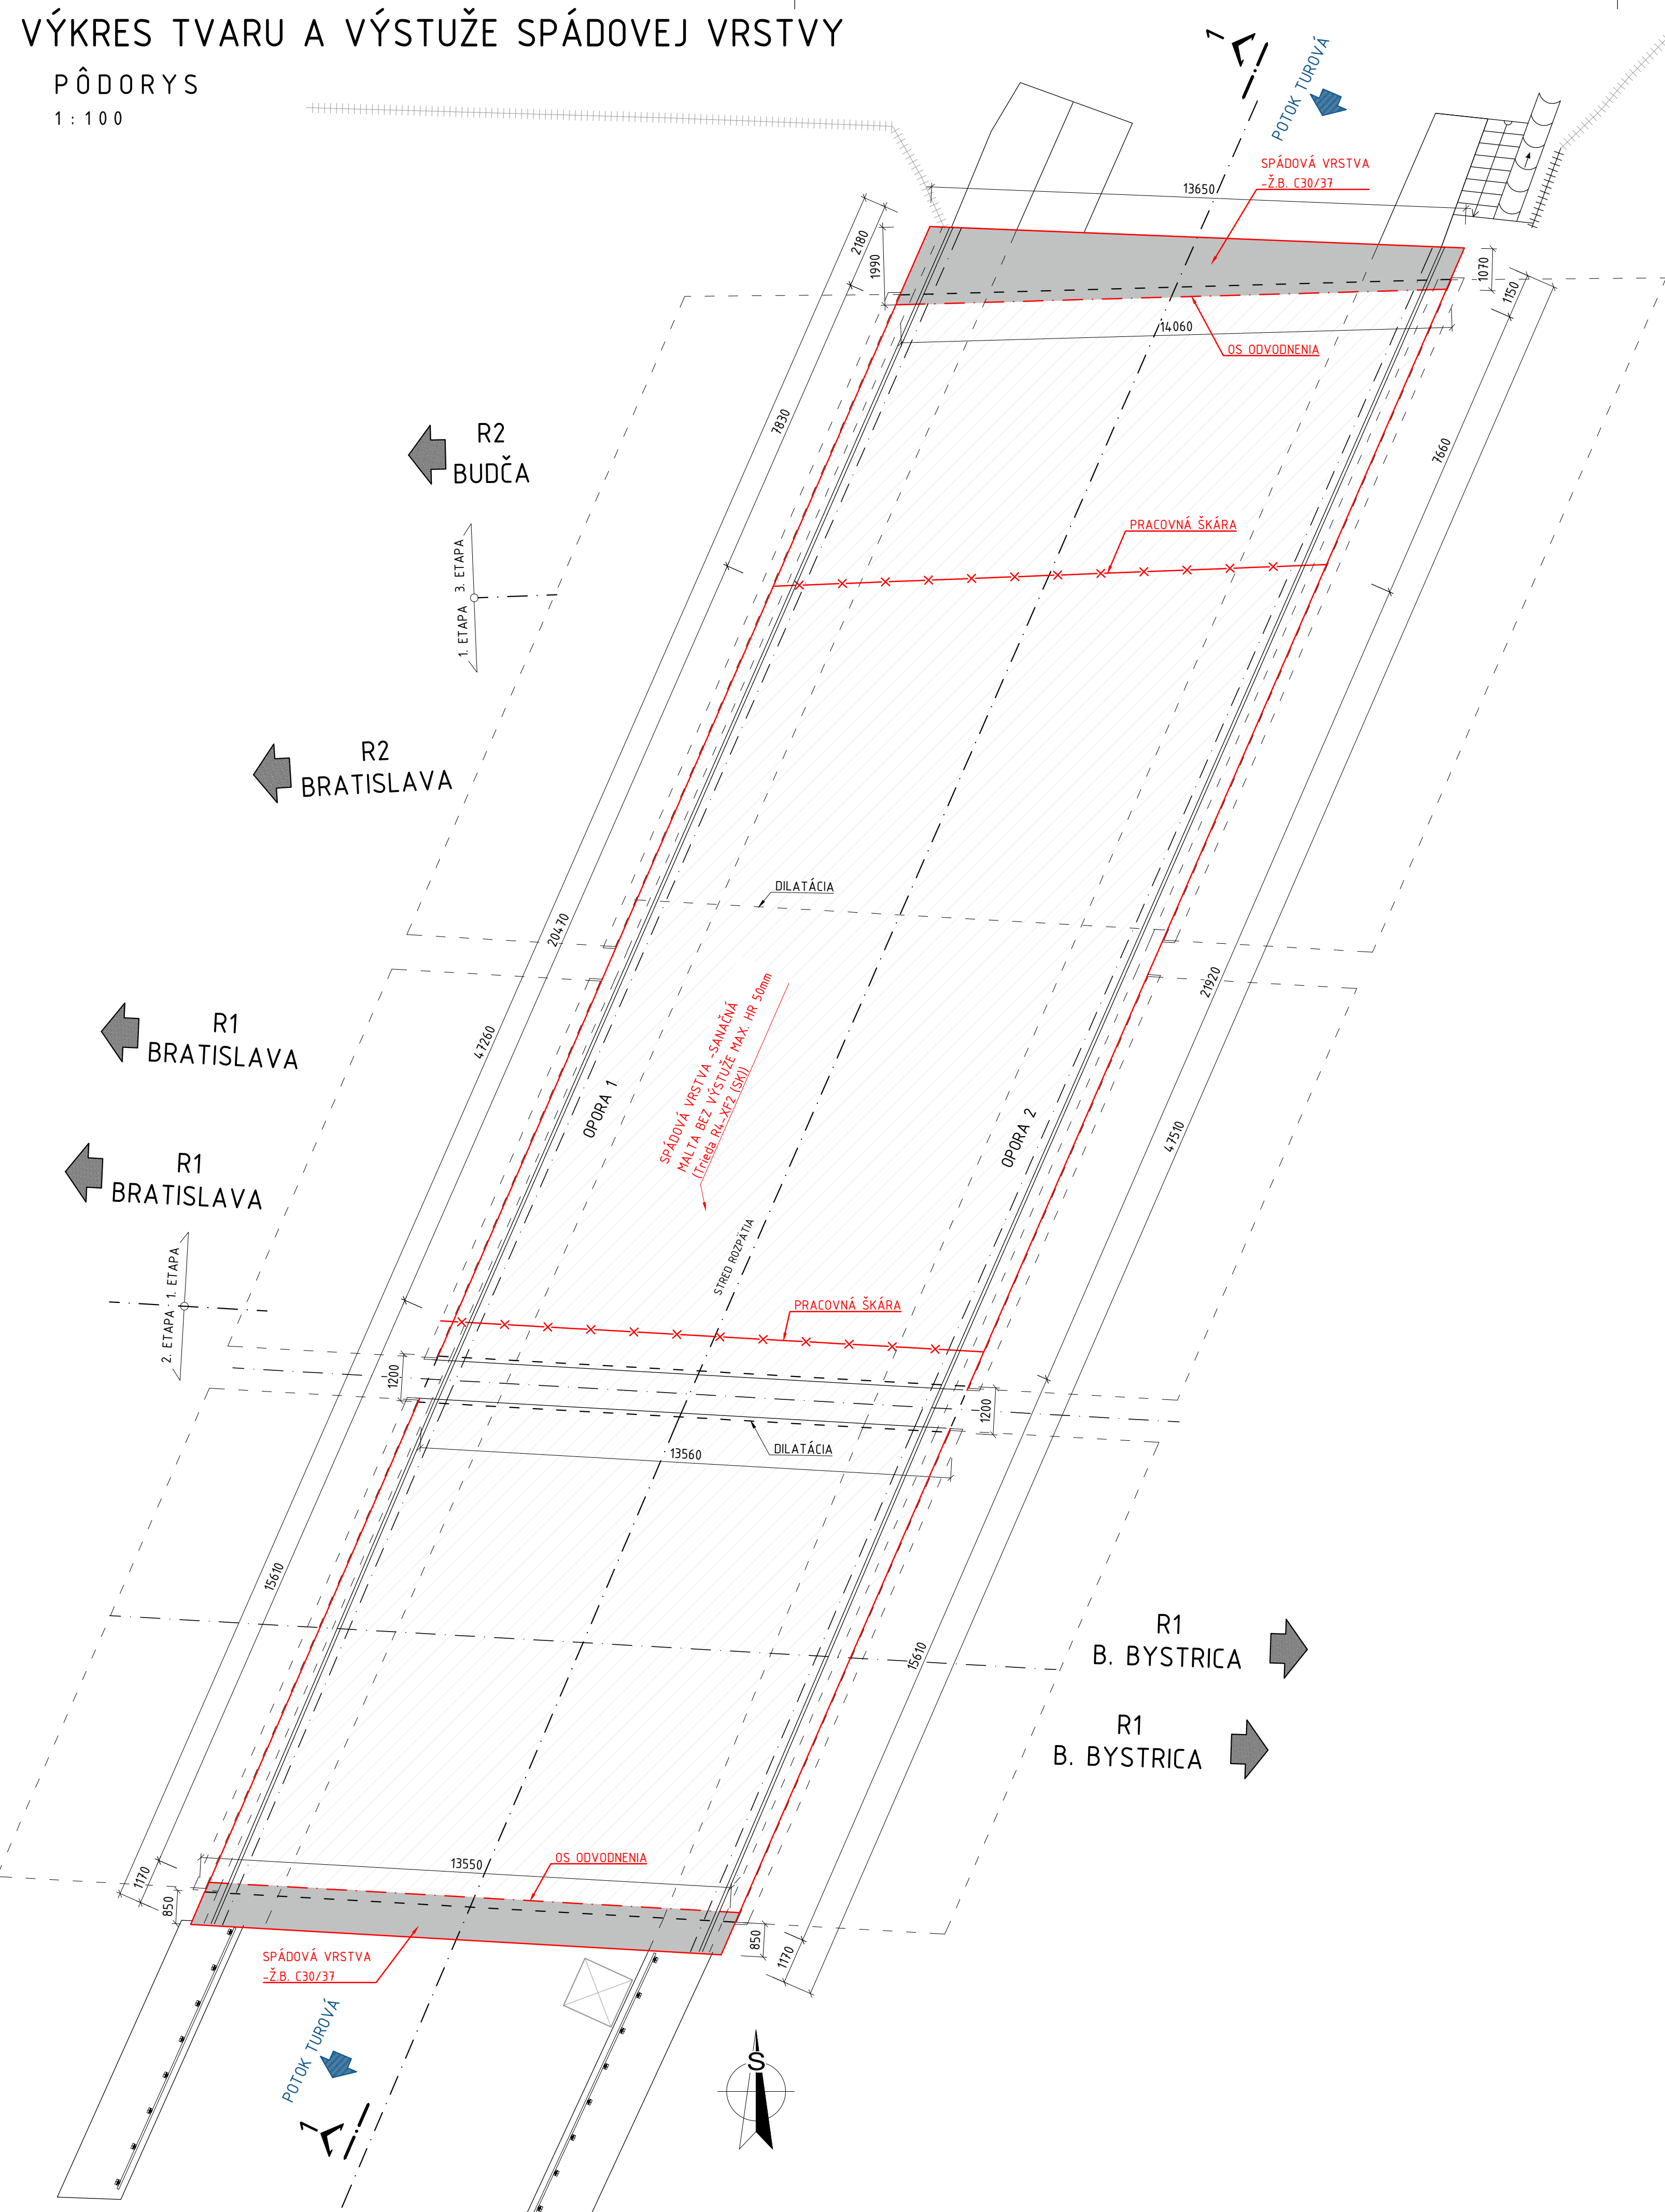 VÝKRES TVARU A VÝSTUŽE SPÁDOVEJ VRSTVY
PÔDORYS
1:100
1
POTOK TUROVÁ
SPÁDOVÁ VRSTVA
-Ž.B. C30/37
13650
2180
1990
1070
1150
14060
OS ODVODNENIA
7830
7660
R2
BUDČA
PRACOVNÁ ŠKÁRA
3. ETAPA
1. ETAPA
R2
BRATISLAVA
DILATÁCIA
20470
21920
SPÁDOVÁ VRSTVA -SANAČNÁ
MALTA BEZ VÝSTUŽE MAX. HR 50mm
(Trieda R4-XF2 (SK))
R1
BRATISLAVA
47260
OPORA 1
OPORA 2
47510
R1
BRATISLAVA
STRED ROZPÄTIA
1. ETAPA
2. ETAPA
PRACOVNÁ ŠKÁRA
1200
1200
DILATÁCIA
13560
15610
15610
R1
B. BYSTRICA
R1
B. BYSTRICA
OS ODVODNENIA
13550
1170
850
850
1170
SPÁDOVÁ VRSTVA
-Ž.B. C30/37
POTOK TUROVÁ
1
S